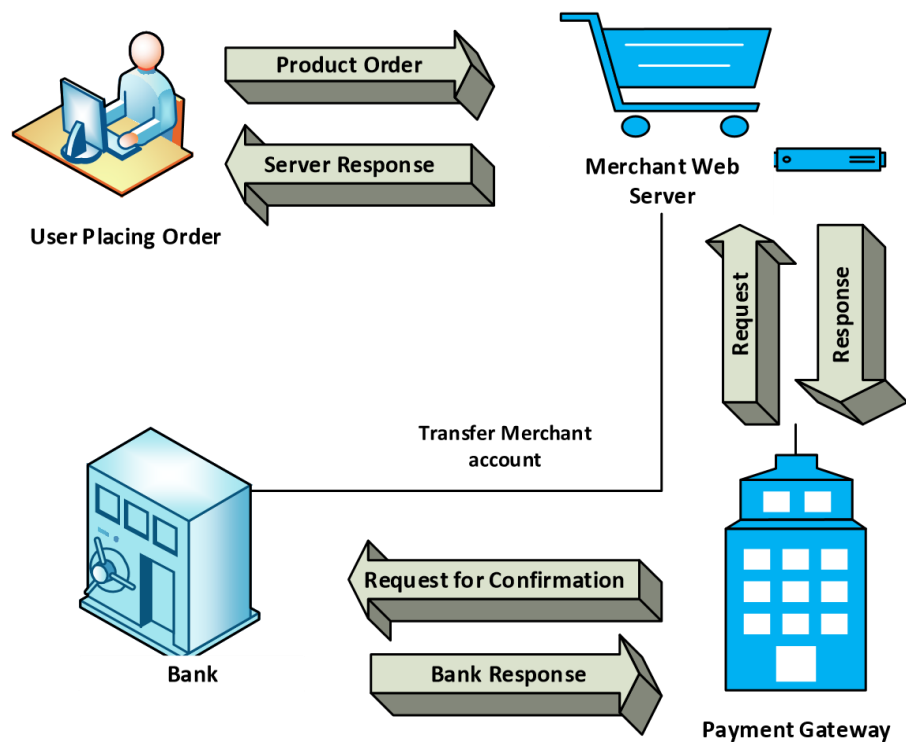 Product Order
Server Response
User Placing Order
Merchant Web
Server
Request
Response
Transfer Merchant
account
Request for Confirmation
Bank
Bank Response
Payment Gateway